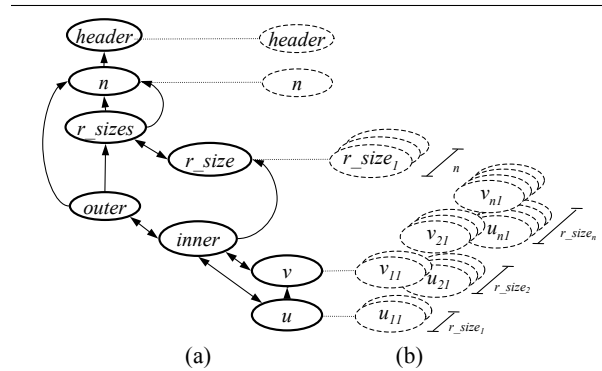 header header
n n
r_sizes
r_size r_size1 n
vn1
outer v21 un1 r_sizen
inner
v v11 u21 r_size2
u u11 r_size1
(a) (b)